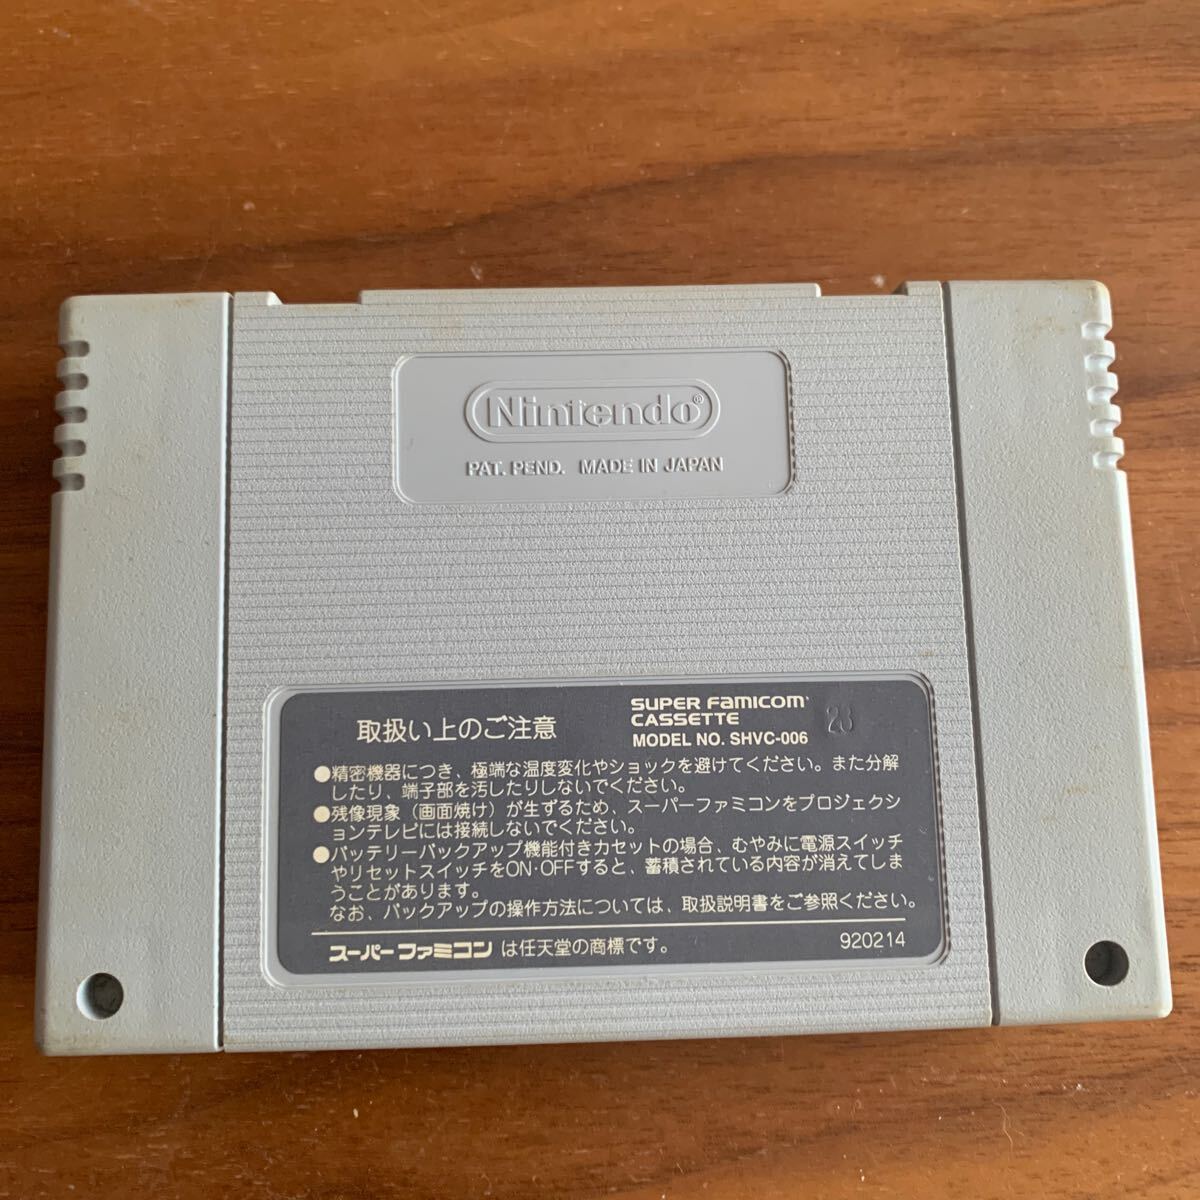 Nintendo®
PAT. PEND. MADE IN JAPAN
取扱い上のご注意
SUPER FAMICOM
CASSETTE
MODEL NO. SHVC-006
●精密機器につき、極端な温度変化やショックを避けてください。また分解
したり、端子部を汚したりしないでください。
●残像現象（画面焼け）が生ずるため、スーパーファミコンをプロジェクシ
ョンテレビには接続しないでください。
●バッテリーバックアップ機能付きカセットの場合、むやみに電源スイッチ
やリセットスイッチをON・OFFすると、蓄積されている内容が消えてしま
うことがあります。
なお、バックアップの操作方法については、取扱説明書をご参照ください。
スーパーファミコン は任天堂の商標です。
920214